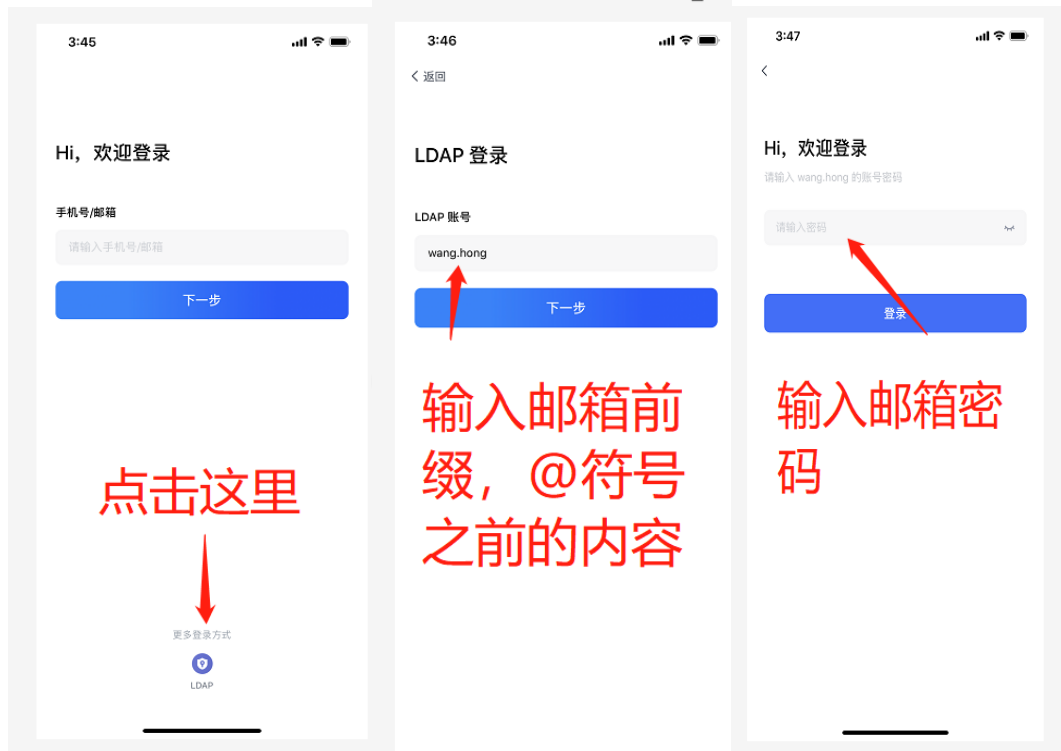 3:45
Hi，欢迎登录
手机号/邮箱
请输入手机号/邮箱
下一步
点击这里
更多登录方式
LDAP
3:46
返回
LDAP 登录
LDAP 账号
wang.hong
下一步
输入邮箱前
缀，@符号
之前的内容
3:47
Hi，欢迎登录
请输入 wang.hong 的账号密码
请输入密码
登录
输入邮箱密
码